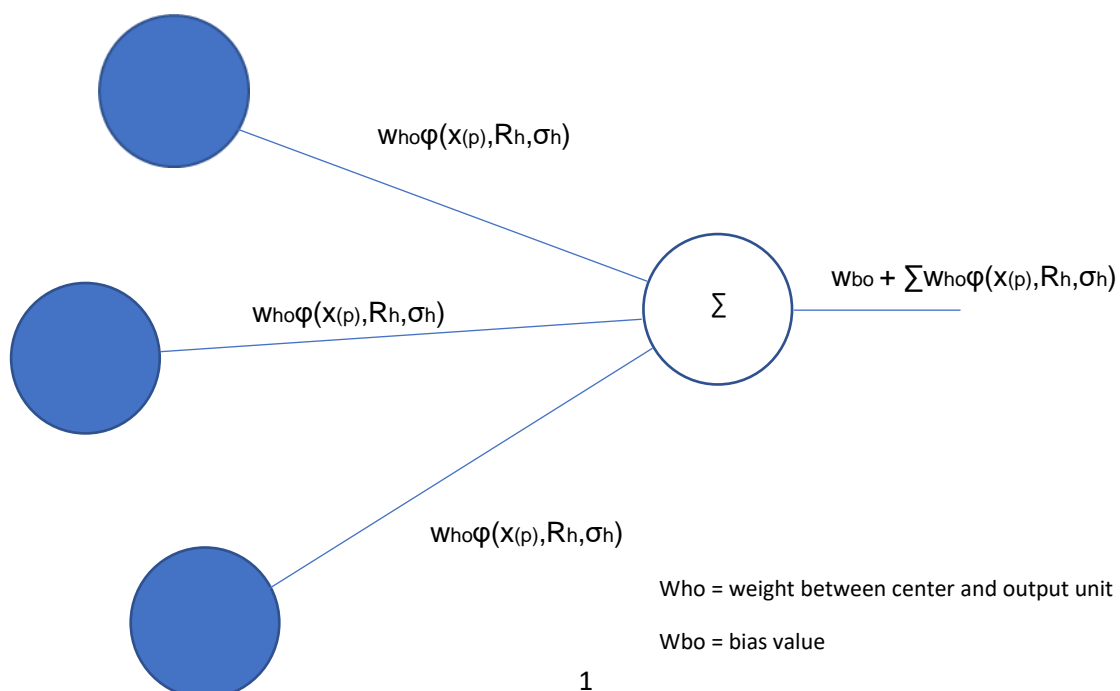 whoφ(x(p),Rh,σh)
wbo + ∑whoφ(x(p),Rh,σh)
whoφ(x(p),Rh,σh)
∑
whoφ(x(p),Rh,σh)
Who = weight between center and output unit
Wbo = bias value
1